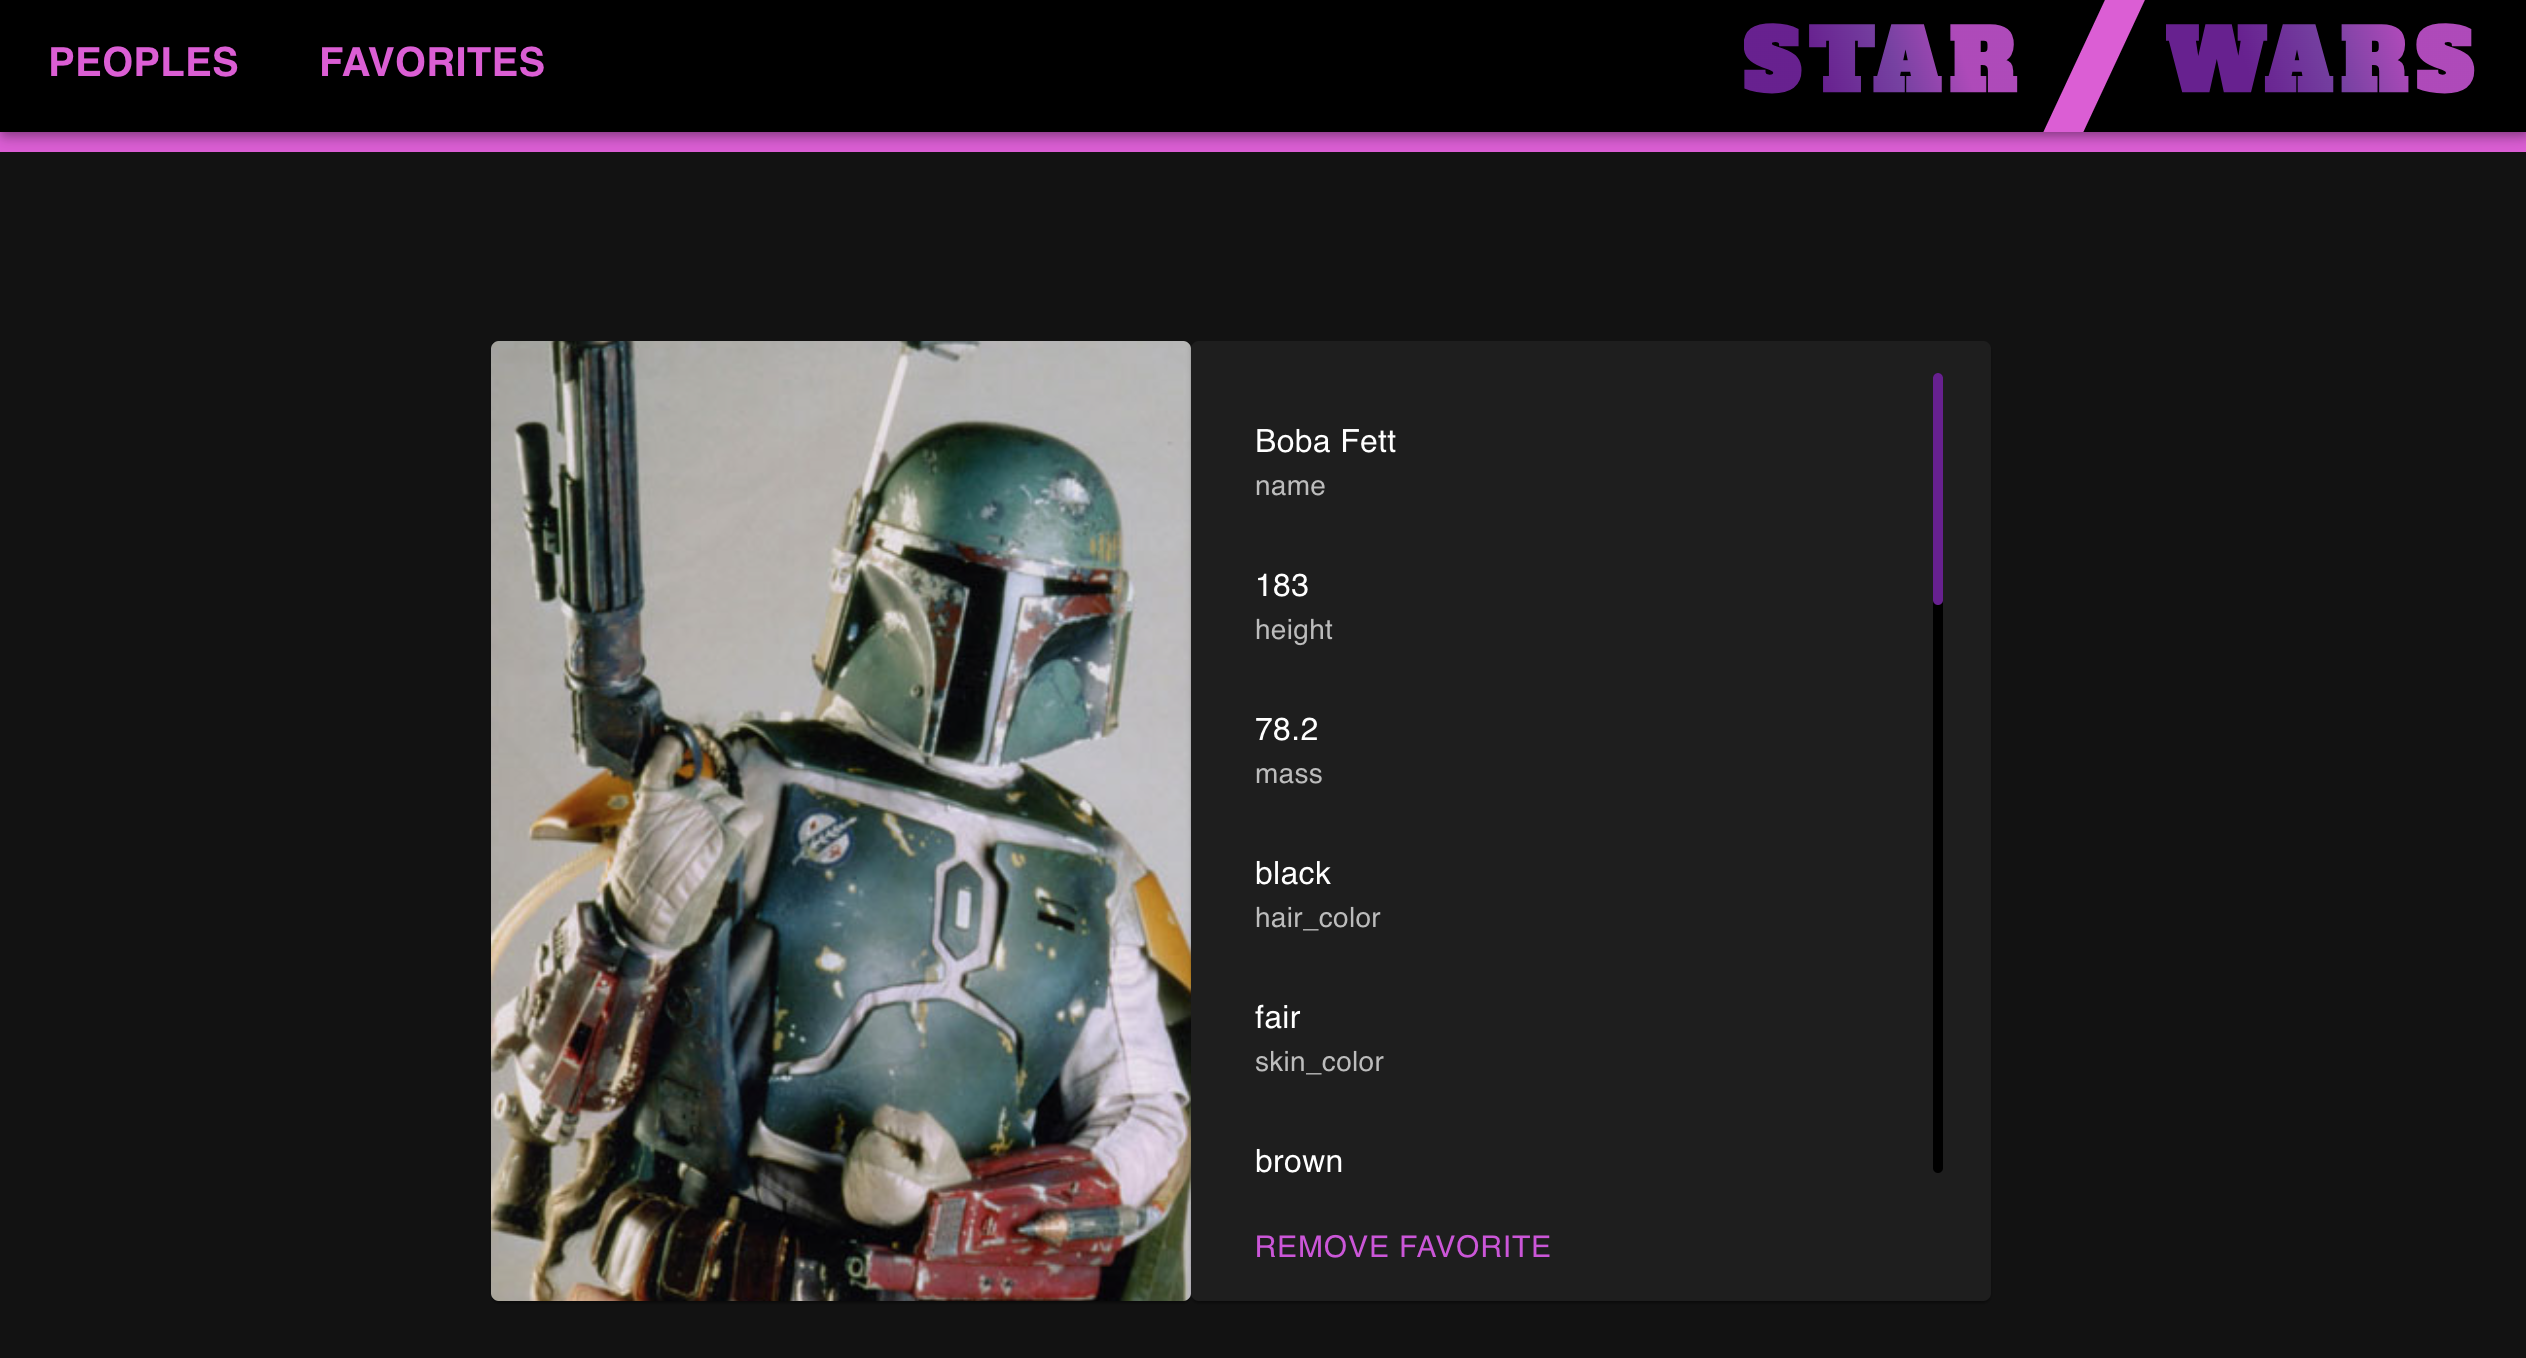 PEOPLES FAVORITES STAR / WARS
Boba Fett
name
183
height
78.2
mass
black
hair_color
fair
skin_color
brown
REMOVE FAVORITE